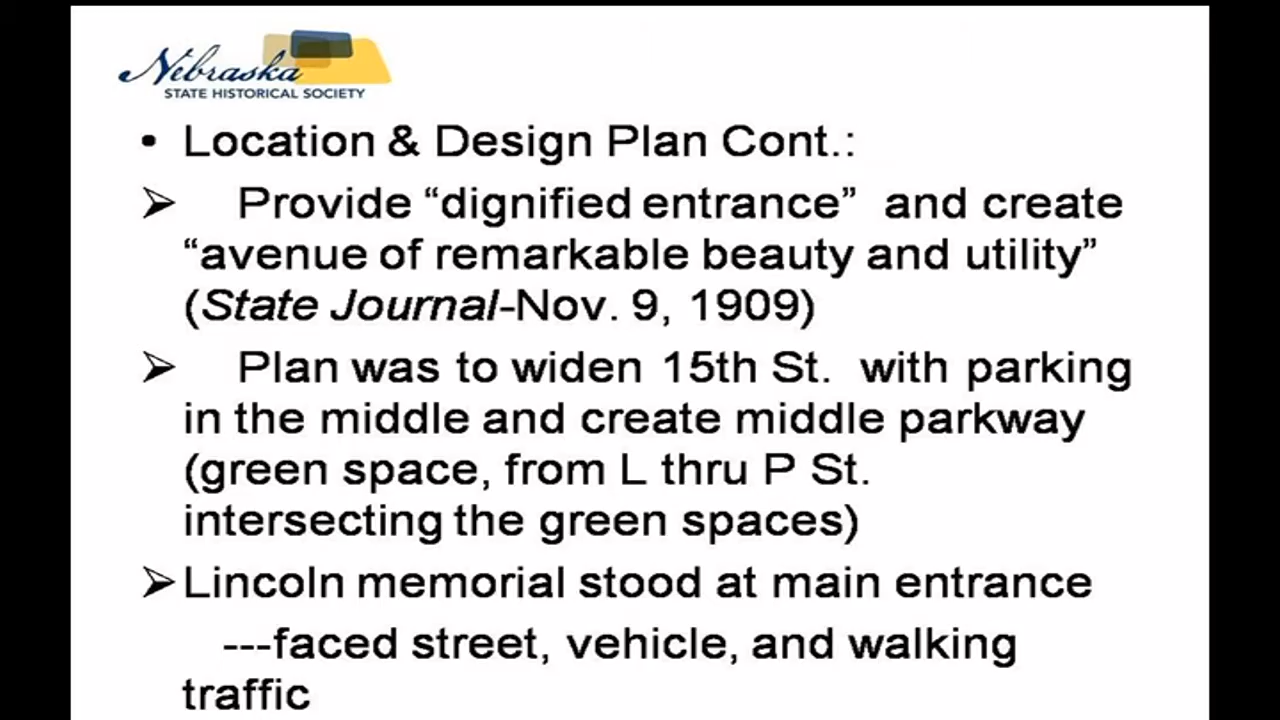 Nebraska
STATE HISTORICAL SOCIETY
• Location & Design Plan Cont.:
➢ Provide “dignified entrance” and create
“avenue of remarkable beauty and utility”
(State Journal-Nov. 9, 1909)
➢ Plan was to widen 15th St. with parking
in the middle and create middle parkway
(green space, from L thru P St.
intersecting the green spaces)
➢ Lincoln memorial stood at main entrance
---faced street, vehicle, and walking
traffic